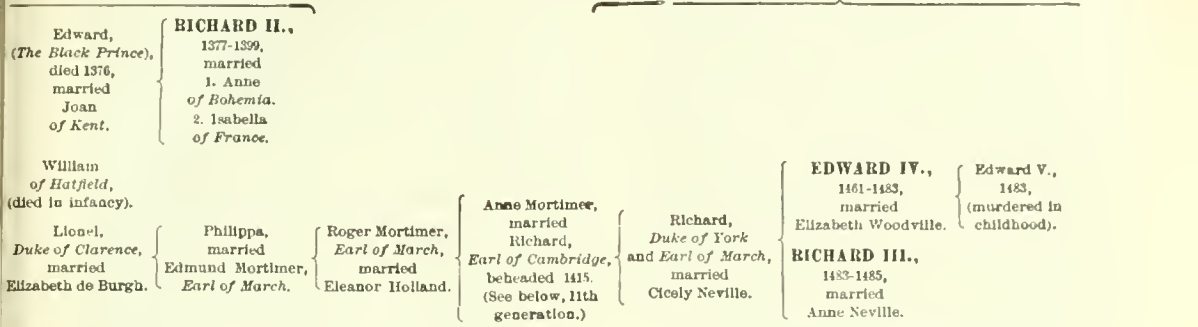 Edward,
(The Black Prince),
died 1376,
married
Joan
of Kent.
RICHARD II.,
1377-1399,
married
1. Anne
of Bohemia.
2. Isabella
of France.
William
of Hatfield,
(died in infancy).
Lionel,
Duke of Clarence,
married
Elizabeth de Burgh.
Philippa,
married
Edmund Mortimer,
Earl of March.
Roger Mortimer,
Earl of March,
married
Eleanor Holland.
Anne Mortimer,
married
Richard,
Earl of Cambridge,
beheaded 1415.
(See below, 11th
generation.)
Richard,
Duke of York
and Earl of March,
married
Cicely Neville.
EDWARD IV.,
1461-1483,
married
Elizabeth Woodville.
Edward V.,
1483,
(murdered in
childhood).
RICHARD III.,
1483-1485,
married
Anne Neville.